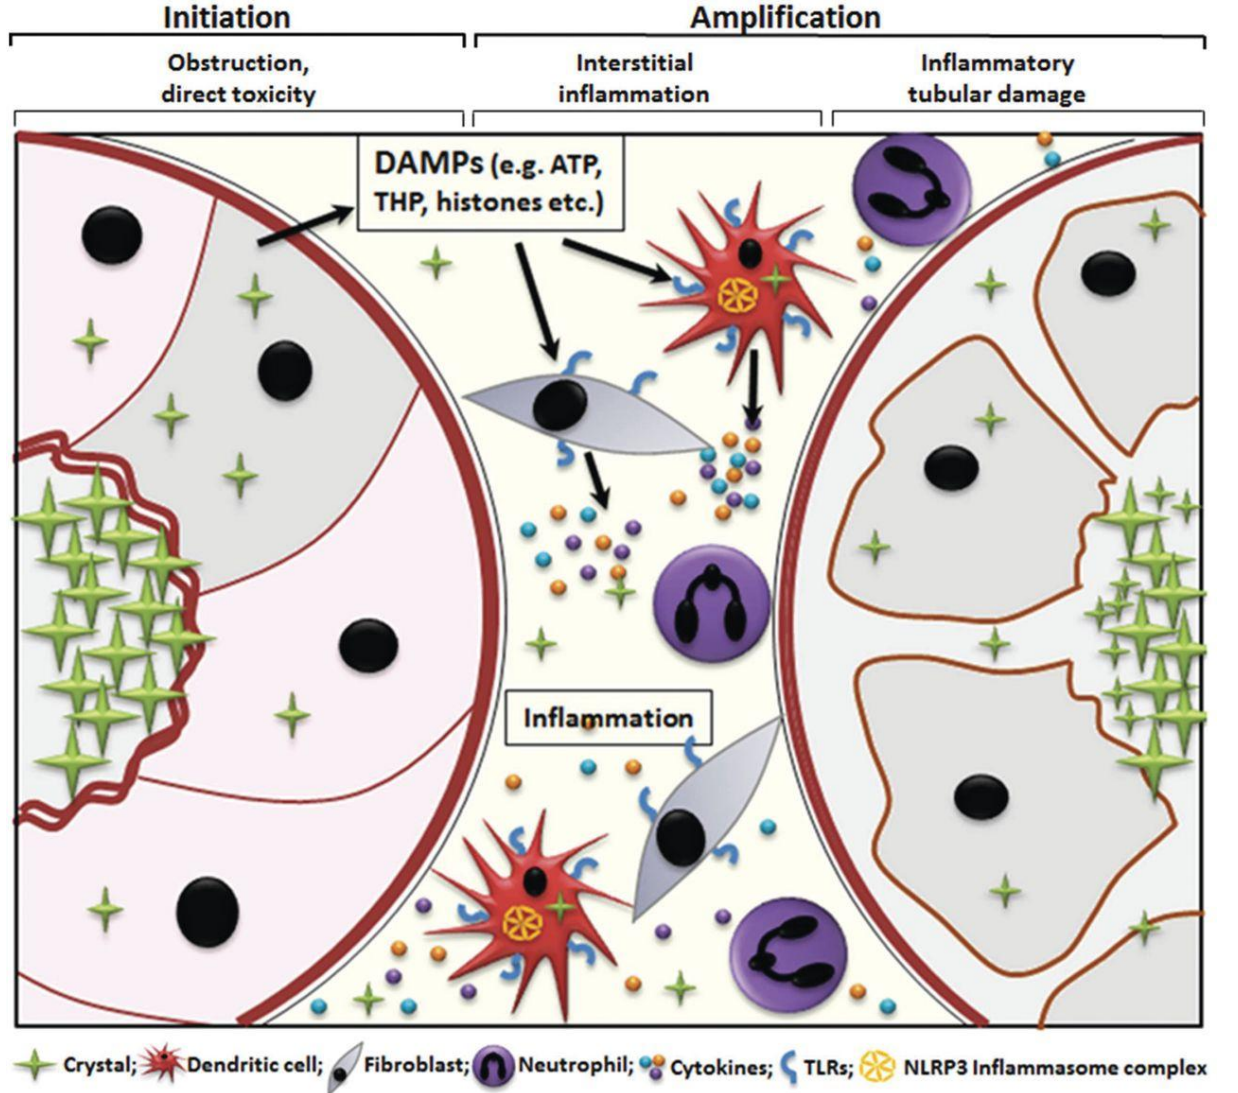 Initiation
Amplification
Obstruction,
direct toxicity
Interstitial
inflammation
Inflammatory
tubular damage
DAMPs (e.g. ATP,
THP, histones etc.)
Inflammation
Crystal; Dendritic cell; Fibroblast; Neutrophil; Cytokines; TLRs; NLRP3 Inflammasome complex